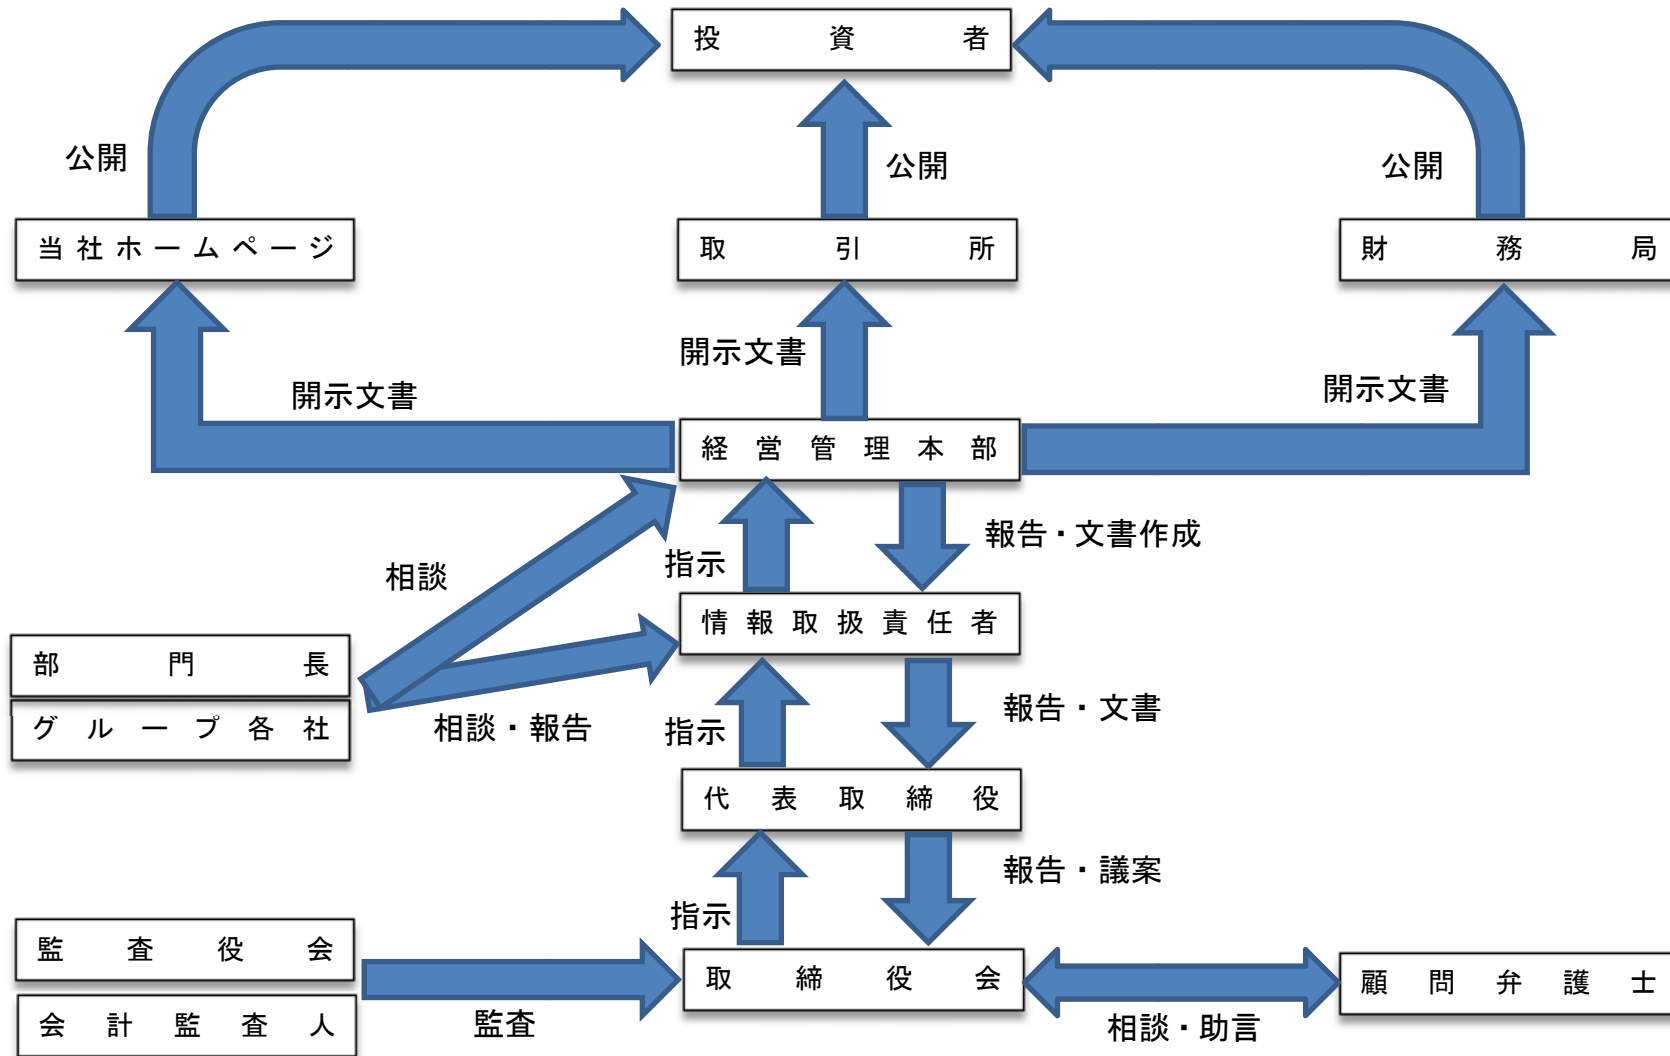 投資者
公開
公開
公開
当社ホームページ
取引所
財務局
開示文書
開示文書
開示文書
経営管理本部
報告・文書作成
指示
相談
情報取扱責任者
部門長
グループ各社
相談・報告
指示
報告・文書
代表取締役
報告・議案
指示
監査役会
会計監査人
監査
取締役会
相談・助言
顧問弁護士